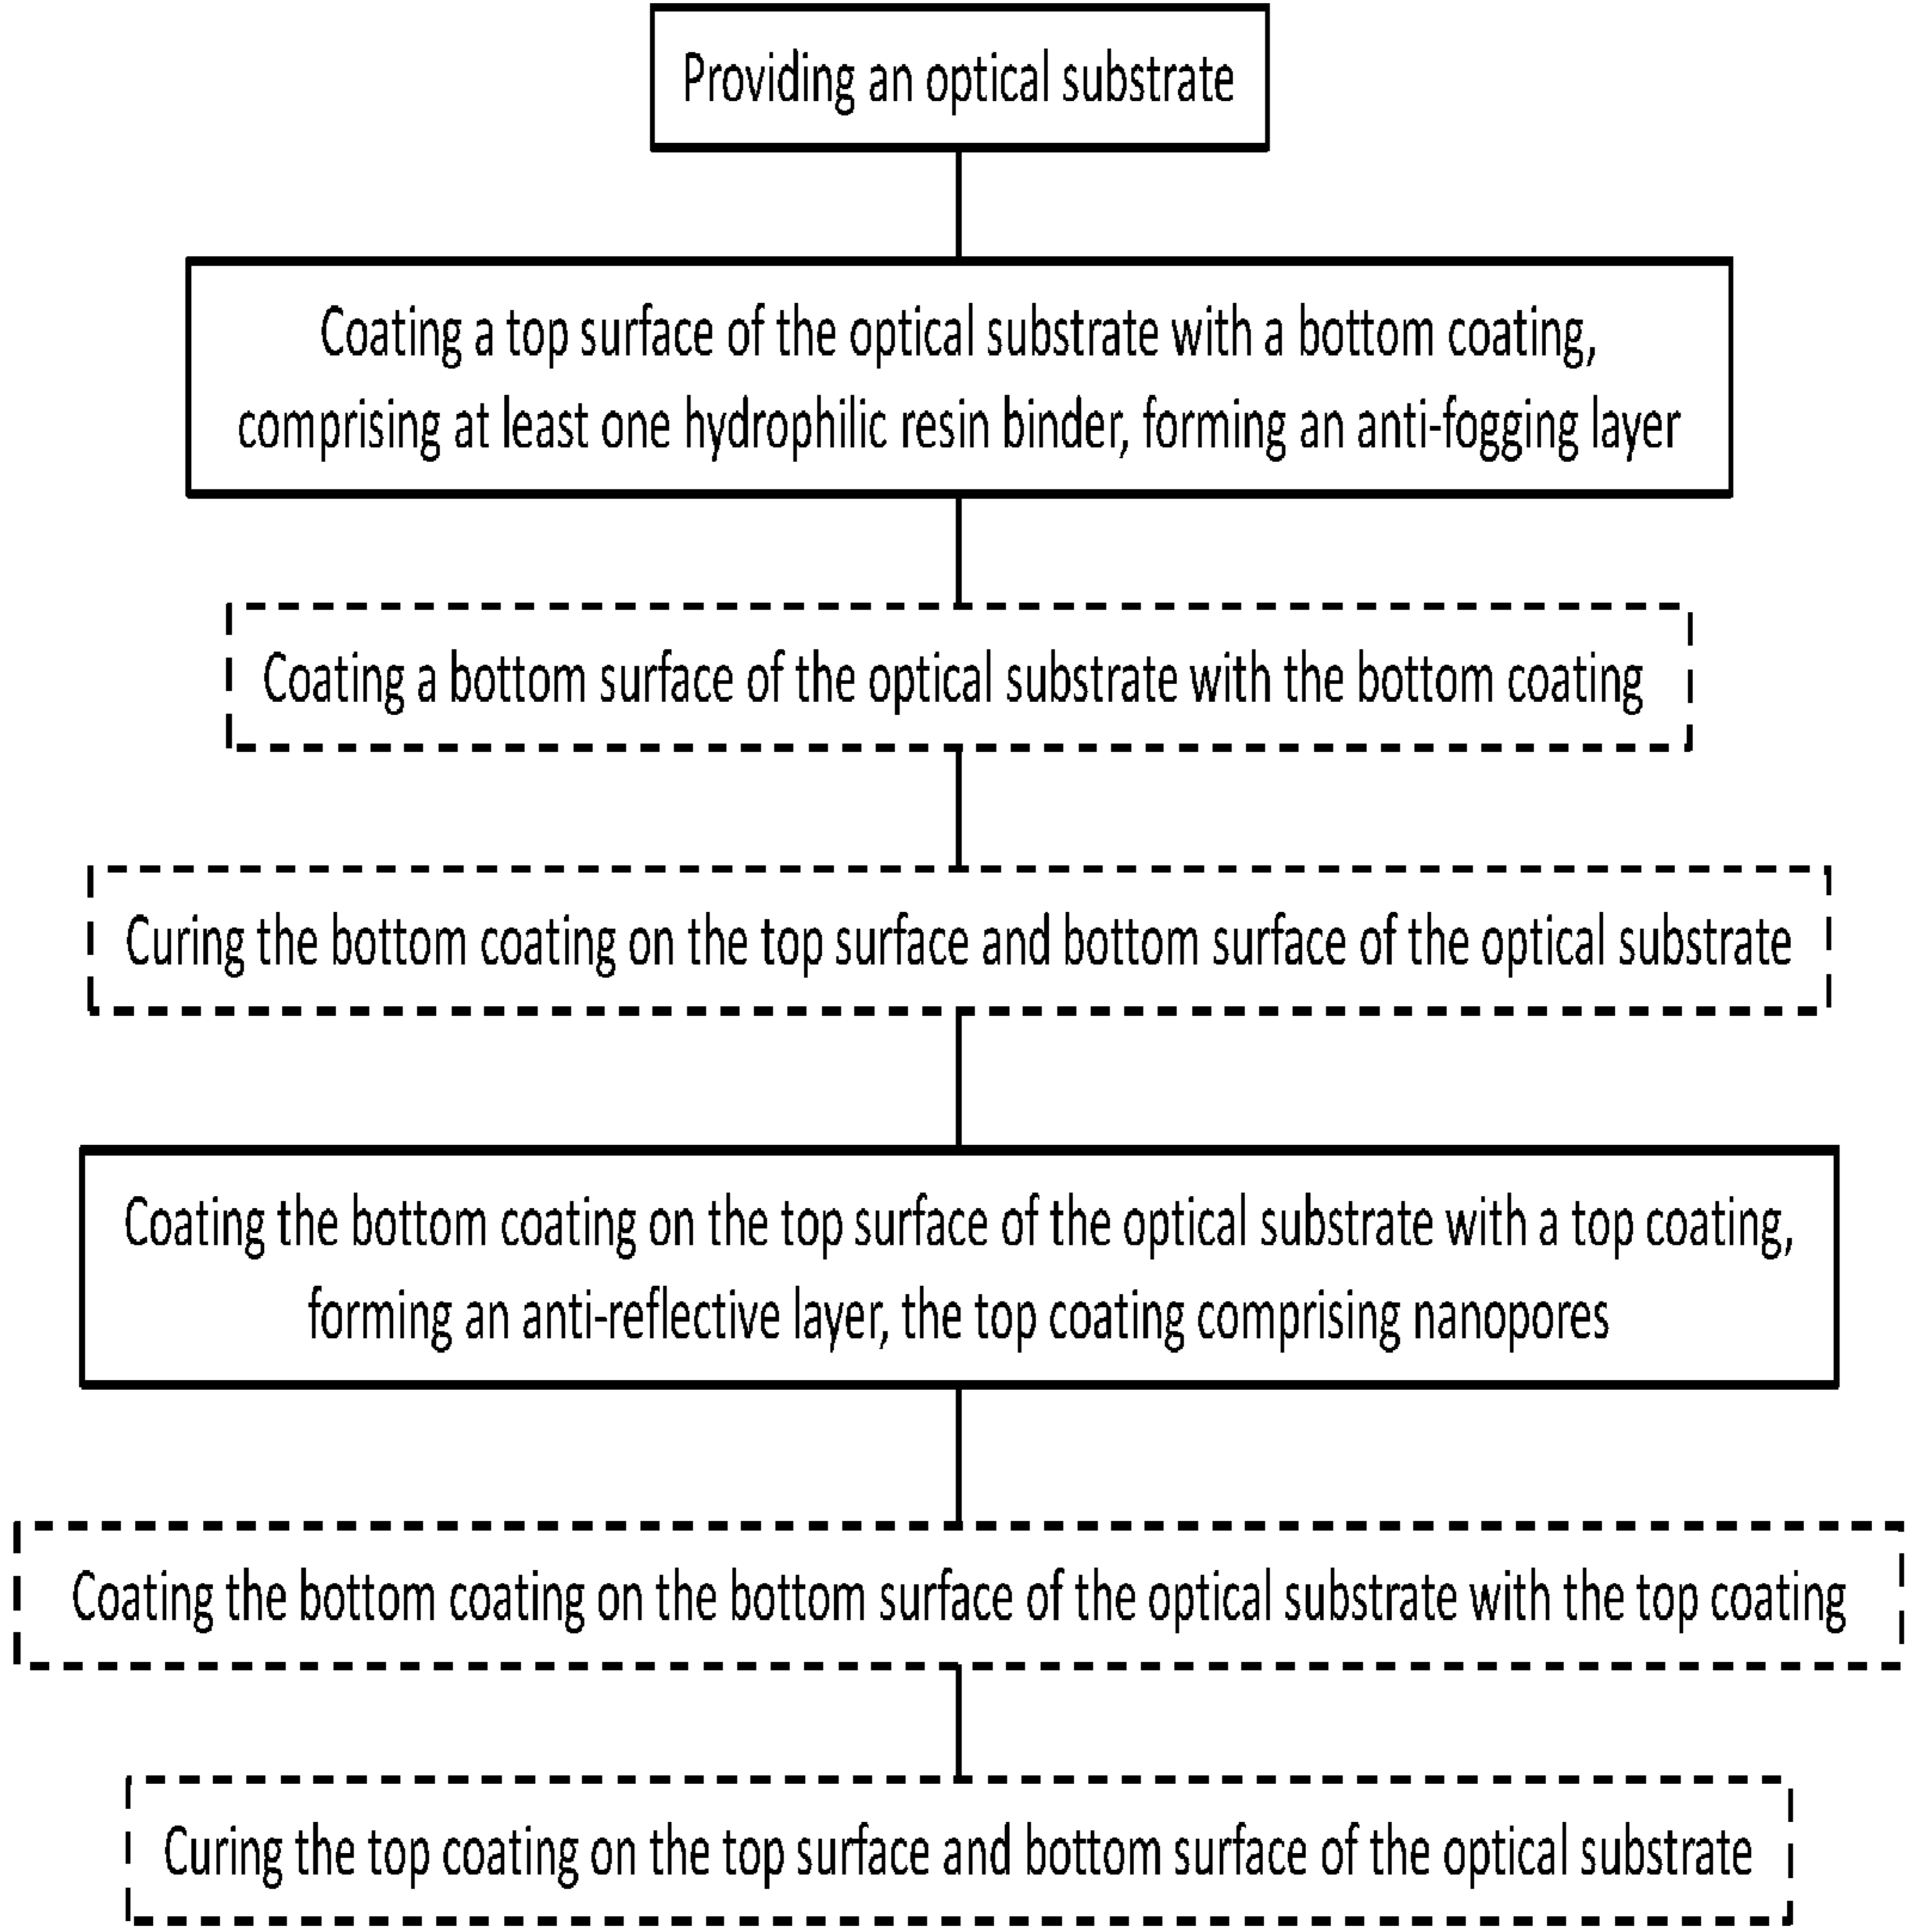 Providing an optical substrate
Coating a top surface of the optical substrate with a bottom coating,
comprising at least one hydrophilic resin binder, forming an anti-fogging layer
Coating a bottom surface of the optical substrate with the bottom coating
Curing the bottom coating on the top surface and bottom surface of the optical substrate
Coating the bottom coating on the top surface of the optical substrate with a top coating,
forming an anti-reflective layer, the top coating comprising nanopores
Coating the bottom coating on the bottom surface of the optical substrate with the top coating
Curing the top coating on the top surface and bottom surface of the optical substrate